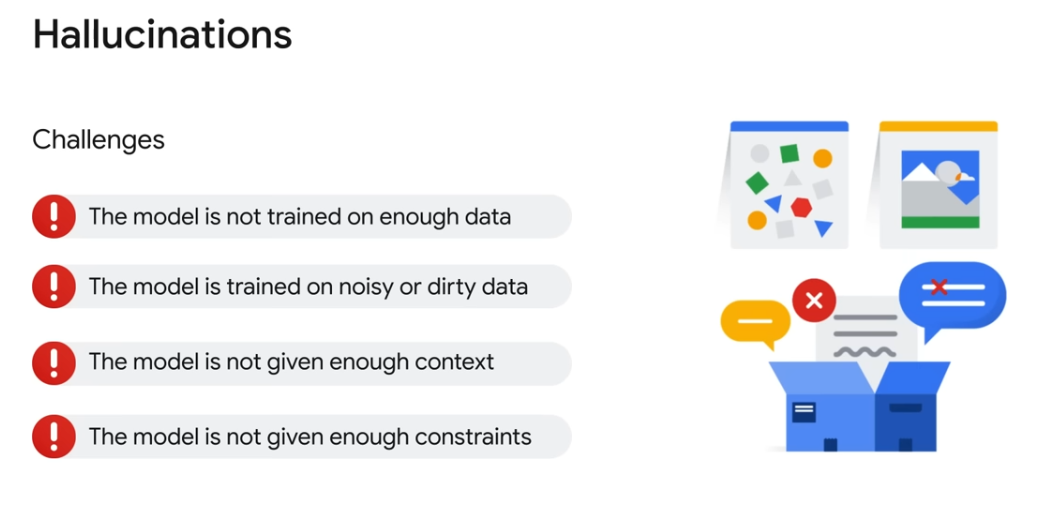 Hallucinations
Challenges
The model is not trained on enough data
The model is trained on noisy or dirty data
The model is not given enough context
The model is not given enough constraints